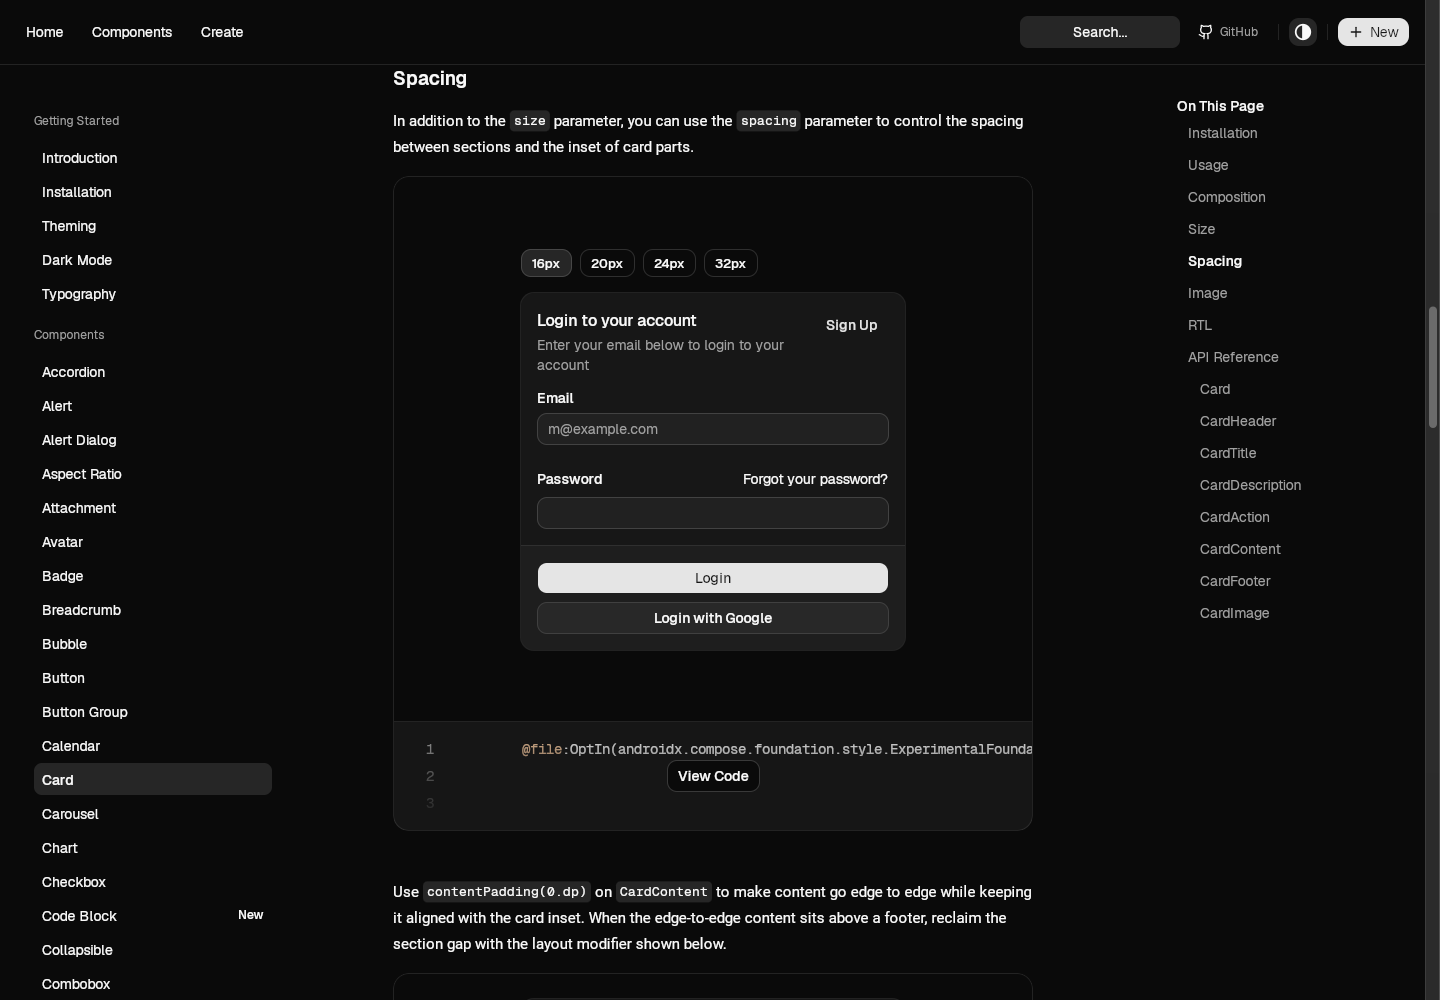 Home Components Create Search... GitHub New
Getting Started
Introduction
Installation
Theming
Dark Mode
Typography
Components
Accordion
Alert
Alert Dialog
Aspect Ratio
Attachment
Avatar
Badge
Breadcrumb
Bubble
Button
Button Group
Calendar
Card
Carousel
Chart
Checkbox
Code Block New
Collapsible
Combobox
Spacing
In addition to the size parameter, you can use the spacing parameter to control the spacing
between sections and the inset of card parts.
16px 20px 24px 32px
Login to your account
Sign Up
Enter your email below to login to your
account
Email
m@example.com
Password Forgot your password?
Login
Login with Google
1 @file:OptIn(androidx.compose.foundation.style.ExperimentalFounda
2
3
View Code
Use contentPadding(0.dp) on CardContent to make content go edge to edge while keeping
it aligned with the card inset. When the edge-to-edge content sits above a footer, reclaim the
section gap with the layout modifier shown below.
On This Page
Installation
Usage
Composition
Size
Spacing
Image
RTL
API Reference
Card
CardHeader
CardTitle
CardDescription
CardAction
CardContent
CardFooter
CardImage